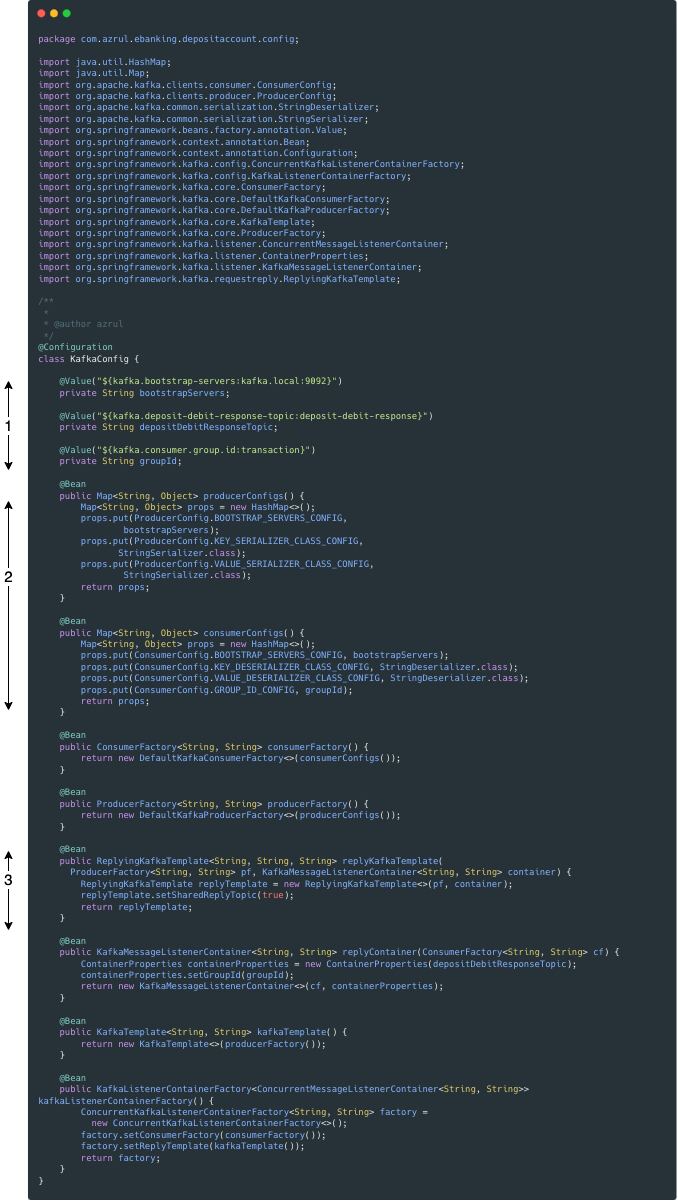 package com.azrul.ebanking.depositaccount.config;
import java.util.HashMap;
import java.util.Map;
import org.apache.kafka.clients.consumer.ConsumerConfig;
import org.apache.kafka.clients.producer.ProducerConfig;
import org.apache.kafka.common.serialization.StringDeserializer;
import org.apache.kafka.common.serialization.StringSerializer;
import org.springframework.beans.factory.annotation.Value;
import org.springframework.context.annotation.Bean;
import org.springframework.context.annotation.Configuration;
import org.springframework.kafka.config.ConcurrentKafkaListenerContainerFactory;
import org.springframework.kafka.config.KafkaListenerContainerFactory;
import org.springframework.kafka.core.ConsumerFactory;
import org.springframework.kafka.core.DefaultKafkaConsumerFactory;
import org.springframework.kafka.core.DefaultKafkaProducerFactory;
import org.springframework.kafka.core.KafkaTemplate;
import org.springframework.kafka.core.ProducerFactory;
import org.springframework.kafka.listener.ConcurrentMessageListenerContainer;
import org.springframework.kafka.listener.ContainerProperties;
import org.springframework.kafka.listener.KafkaMessageListenerContainer;
import org.springframework.kafka.requestreply.ReplyingKafkaTemplate;
/**
 *
 * @author azrul
 */
@Configuration
class KafkaConfig {
    @Value("${kafka.bootstrap-servers:kafka.local:9092}")
    private String bootstrapServers;
    @Value("${kafka.deposit-debit-response-topic:deposit-debit-response}")
1
    private String depositDebitResponseTopic;
    @Value("${kafka.consumer.group.id:transaction}")
    private String groupId;
    @Bean
    public Map<String, Object> producerConfigs() {
        Map<String, Object> props = new HashMap<>();
        props.put(ProducerConfig.BOOTSTRAP_SERVERS_CONFIG,
                bootstrapServers);
        props.put(ProducerConfig.KEY_SERIALIZER_CLASS_CONFIG,
               StringSerializer.class);
        props.put(ProducerConfig.VALUE_SERIALIZER_CLASS_CONFIG,
                StringSerializer.class);
2
        return props;
    }
    @Bean
    public Map<String, Object> consumerConfigs() {
        Map<String, Object> props = new HashMap<>();
        props.put(ConsumerConfig.BOOTSTRAP_SERVERS_CONFIG, bootstrapServers);
        props.put(ConsumerConfig.KEY_DESERIALIZER_CLASS_CONFIG, StringDeserializer.class);
        props.put(ConsumerConfig.VALUE_DESERIALIZER_CLASS_CONFIG, StringDeserializer.class);
        props.put(ConsumerConfig.GROUP_ID_CONFIG, groupId);
        return props;
    }
    @Bean
    public ConsumerFactory<String, String> consumerFactory() {
        return new DefaultKafkaConsumerFactory<>(consumerConfigs());
    }
    @Bean
    public ProducerFactory<String, String> producerFactory() {
        return new DefaultKafkaProducerFactory<>(producerConfigs());
    }
    @Bean
    public ReplyingKafkaTemplate<String, String, String> replyKafkaTemplate(
      ProducerFactory<String, String> pf, KafkaMessageListenerContainer<String, String> container) {
3
        ReplyingKafkaTemplate replyTemplate = new ReplyingKafkaTemplate<>(pf, container);
        replyTemplate.setSharedReplyTopic(true);
        return replyTemplate;
    }
    @Bean
    public KafkaMessageListenerContainer<String, String> replyContainer(ConsumerFactory<String, String> cf) {
        ContainerProperties containerProperties = new ContainerProperties(depositDebitResponseTopic);
        containerProperties.setGroupId(groupId);
        return new KafkaMessageListenerContainer<>(cf, containerProperties);
    }
    @Bean
    public KafkaTemplate<String, String> kafkaTemplate() {
        return new KafkaTemplate<>(producerFactory());
    }
    @Bean
    public KafkaListenerContainerFactory<ConcurrentMessageListenerContainer<String, String>>
kafkaListenerContainerFactory() {
        ConcurrentKafkaListenerContainerFactory<String, String> factory =
          new ConcurrentKafkaListenerContainerFactory<>();
        factory.setConsumerFactory(consumerFactory());
        factory.setReplyTemplate(kafkaTemplate());
        return factory;
    }
}